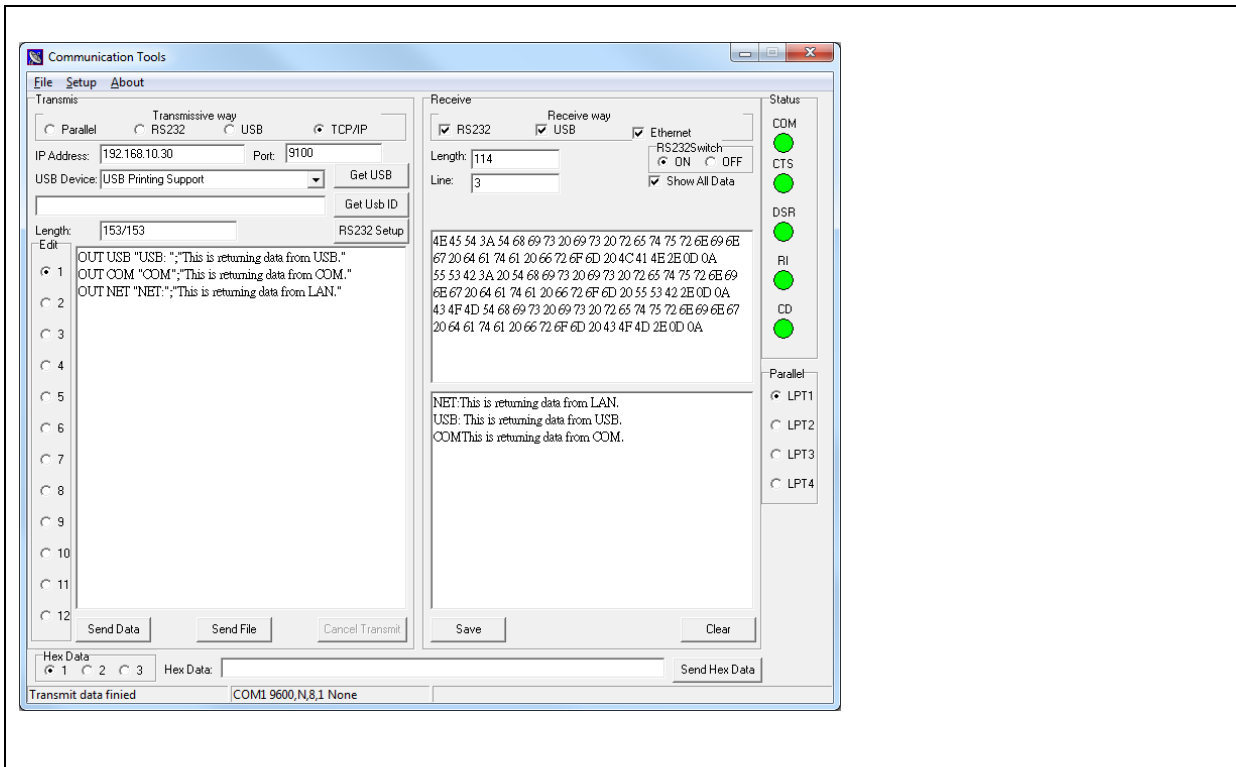 Communication Tools
File Setup About
Transmis
Transmissive way
Parallel RS232 USB TCP/IP
IP Address: 192.168.10.30 Port: 9100
USB Device: USB Printing Support Get USB
Get Usb ID
Length: 153/153 RS232 Setup
Edit
1
2
3
4
5
6
7
8
9
10
11
12
OUT USB "USB: ";"This is returning data from USB."
OUT COM "COM";"This is returning data from COM."
OUT NET "NET:";"This is returning data from LAN."
Send Data Send File Cancel Transmit
Receive
Receive way
RS232 USB Ethernet
Length: 114
RS232Switch
ON OFF
Line: 3
Show All Data
4E 45 54 3A 54 68 69 73 20 69 73 20 72 65 74 75 72 6E 69 6E
67 20 64 61 74 61 20 66 72 6F 6D 20 4C 41 4E 2E 0D 0A
55 53 42 3A 20 54 68 69 73 20 69 73 20 72 65 74 75 72 6E 69
6E 67 20 64 61 74 61 20 66 72 6F 6D 20 55 53 42 2E 0D 0A
43 4F 4D 54 68 69 73 20 69 73 20 72 65 74 75 72 6E 69 6E 67
20 64 61 74 61 20 66 72 6F 6D 20 43 4F 4D 2E 0D 0A
NET:This is returning data from LAN.
USB: This is returning data from USB.
COMThis is returning data from COM.
Save Clear
Status
COM
CTS
DSR
RI
CD
Parallel
LPT1
LPT2
LPT3
LPT4
Hex Data
1 2 3 Hex Data: Send Hex Data
Transmit data finied COM1 9600,N,8,1 None